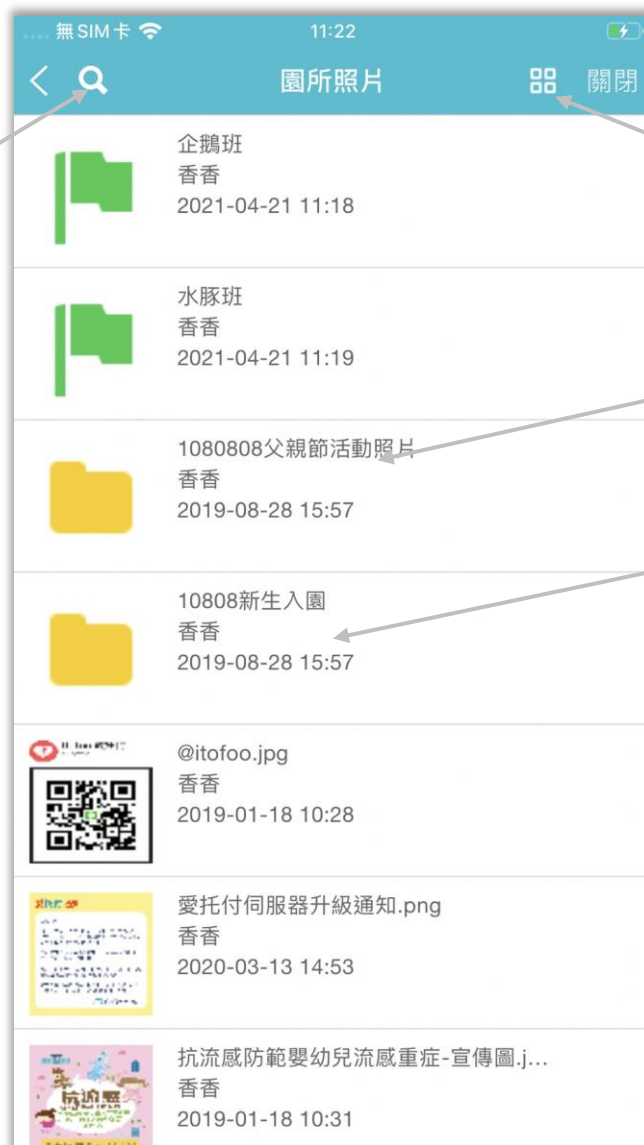 無SIM卡
11:22
園所照片
關閉
企鵝班
香香
2021-04-21 11:18
水豚班
香香
2021-04-21 11:19
1080808父親節活動照片
香香
2019-08-28 15:57
10808新生入園
香香
2019-08-28 15:57
@itofoo.jpg
香香
2019-01-18 10:28
愛托付伺服器升級通知.png
香香
2020-03-13 14:53
抗流感防範嬰幼兒流感重症-宣傳圖.j...
香香
2019-01-18 10:31
抗流感